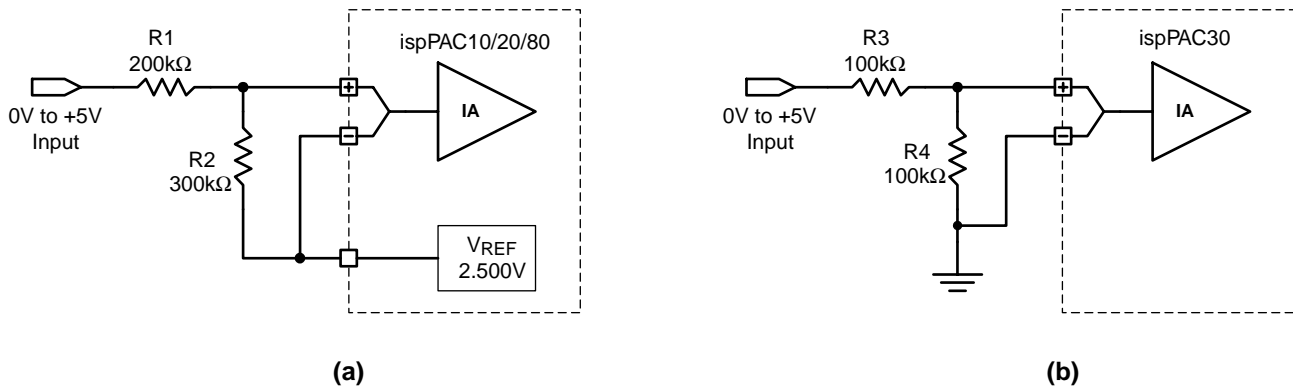 R1
200kΩ
0V to +5V
Input
R2
300kΩ
ispPAC10/20/80
+
−
IA
VREF
2.500V
(a)
R3
100kΩ
0V to +5V
Input
R4
100kΩ
ispPAC30
+
−
IA
(b)